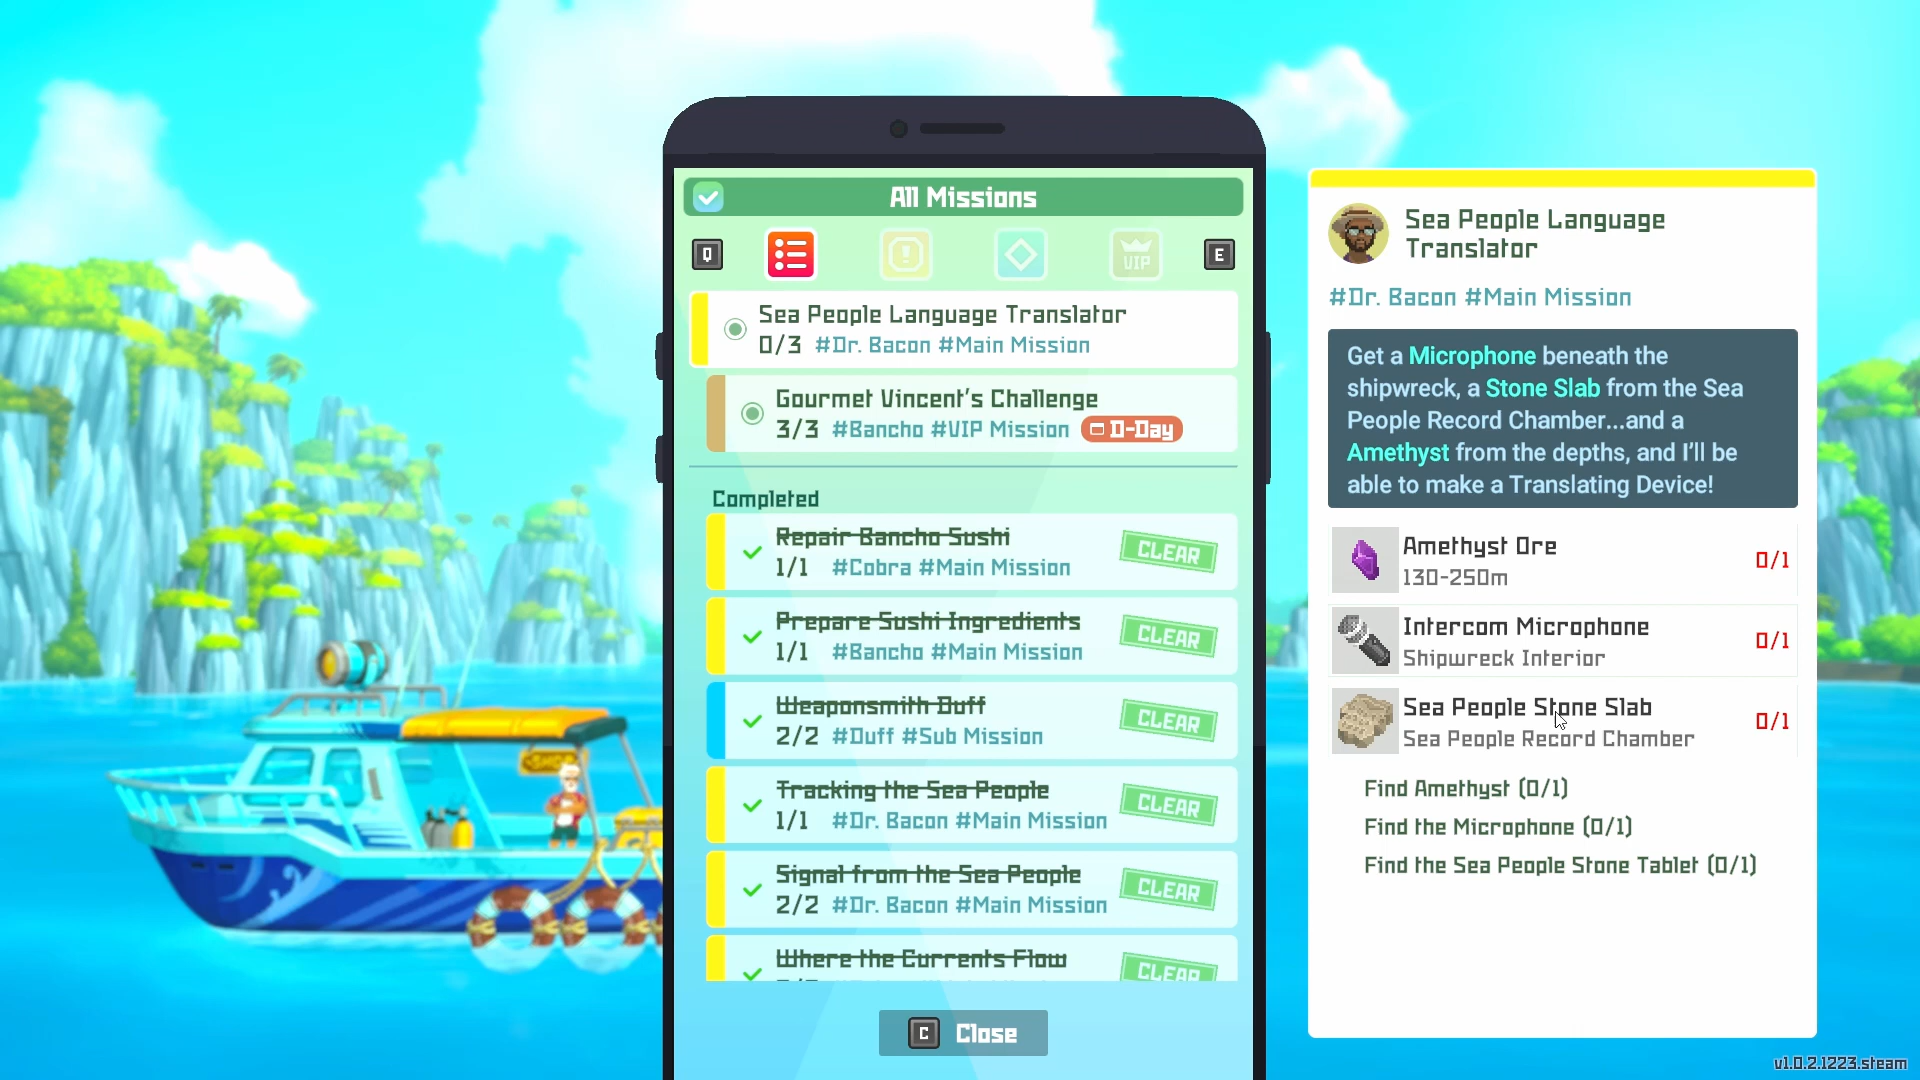 All Missions
Q
VIP
E
Sea People Language Translator
0/3 #Dr. Bacon #Main Mission
Gourmet Vincent's Challenge
3/3 #Bancho #VIP Mission D-Day
Completed
Repair Bancho Sushi
1/1 #Cobra #Main Mission
CLEAR
Prepare Sushi Ingredients
1/1 #Bancho #Main Mission
CLEAR
Weaponsmith Duff
2/2 #Duff #Sub Mission
CLEAR
Tracking the Sea People
1/1 #Dr. Bacon #Main Mission
CLEAR
Signal from the Sea People
2/2 #Dr. Bacon #Main Mission
CLEAR
Where the Currents Flow
CLEAR
C Close
Sea People Language
Translator
#Dr. Bacon #Main Mission
Get a Microphone beneath the
shipwreck, a Stone Slab from the Sea
People Record Chamber...and a
Amethyst from the depths, and I'll be
able to make a Translating Device!
Amethyst Ore
130-250m
0/1
Intercom Microphone
Shipwreck Interior
0/1
Sea People Stone Slab
Sea People Record Chamber
0/1
Find Amethyst (0/1)
Find the Microphone (0/1)
Find the Sea People Stone Tablet (0/1)
v1.0.2.1223.steam